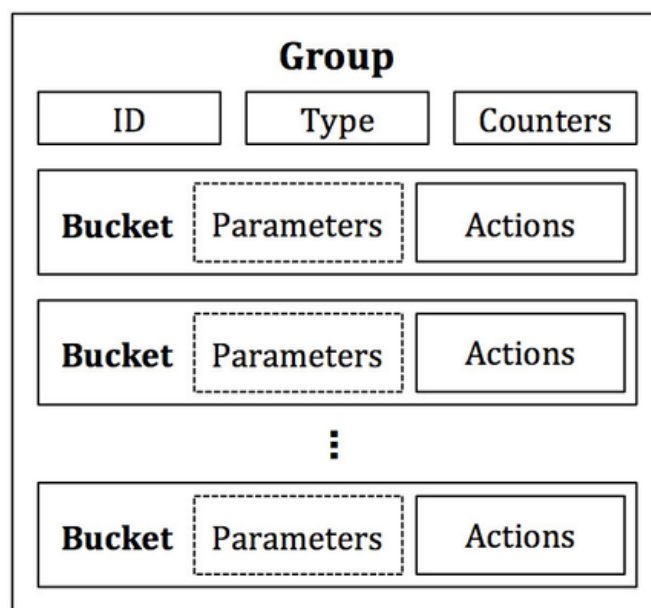 Group
ID Type Counters
Bucket Parameters Actions
Bucket Parameters Actions
Bucket Parameters Actions